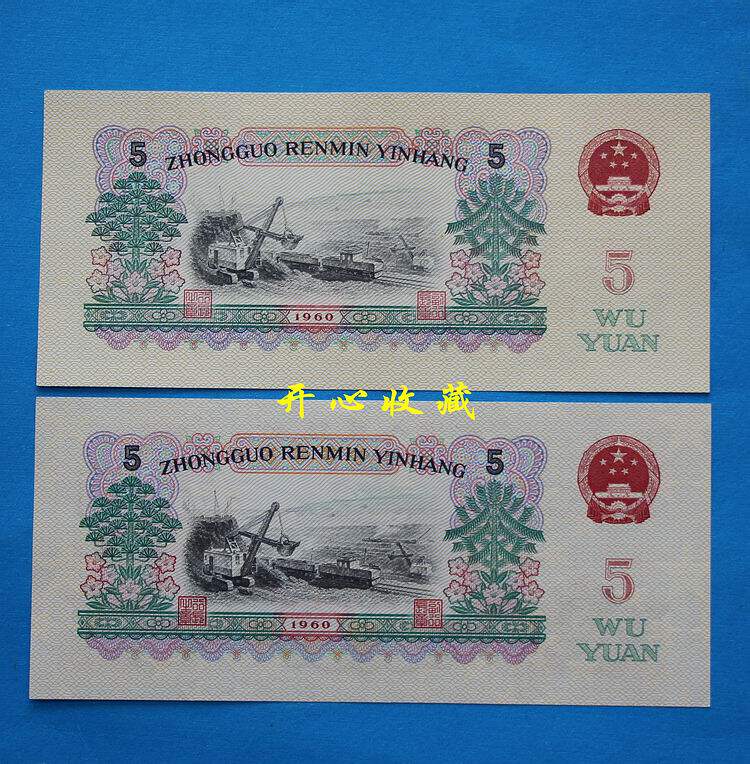 5 ZHONGGUO RENMIN YINHANG 5
5
WU
YUAN
1960
开心收藏
5 ZHONGGUO RENMIN YINHANG 5
5
WU
YUAN
1960